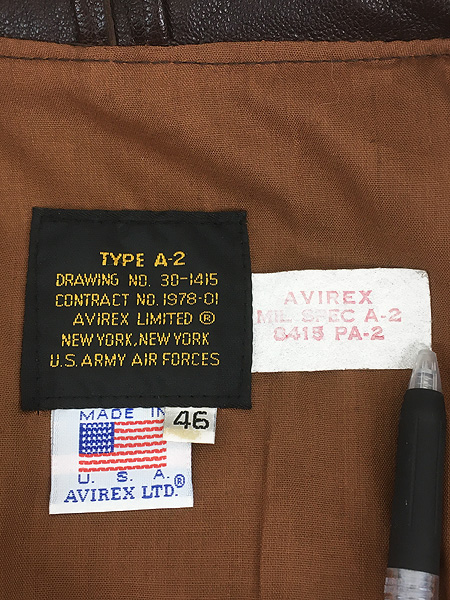 TYPE A-2
DRAWING NO. 30-1415
CONTRACT NO. 1978-01
AVIREX LIMITED ®
NEW YORK, NEW YORK
U.S. ARMY AIR FORCES
AVIREX
MIL SPEC A-2
8415 PA-2
MADE IN
46
U. S. A.
AVIREX LTD.®